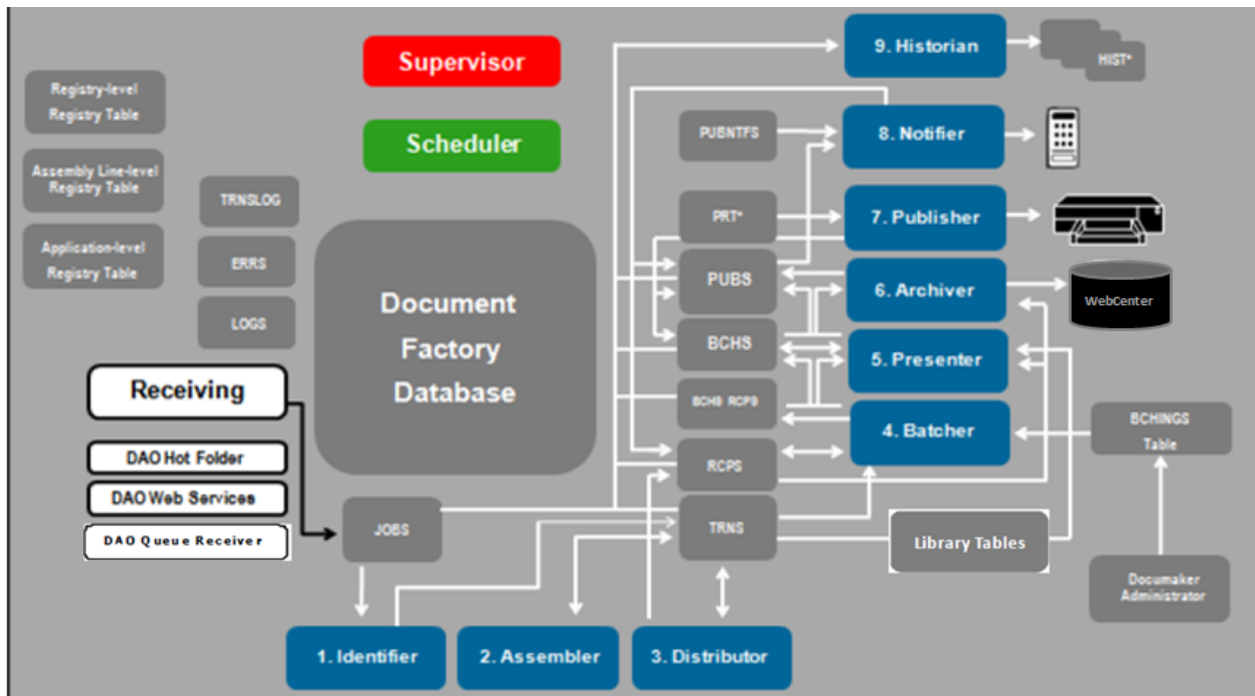 Supervisor
Scheduler
9. Historian
HIST*
Registry-level
Registry Table
Assembly Line-level
Registry Table
Application-level
Registry Table
TRNSLOG
ERRS
LOGS
PUBNTFS
8. Notifier
PRT*
7. Publisher
Document
Factory
Database
PUBS
6. Archiver
WebCenter
BCHS
5. Presenter
BCHS RCPS
4. Batcher
BCHINGS
Table
Receiving
DAO Hot Folder
DAO Web Services
DAO Queue Receiver
RCPS
JOBS
TRNS
Library Tables
Documaker
Administrator
1. Identifier
2. Assembler
3. Distributor